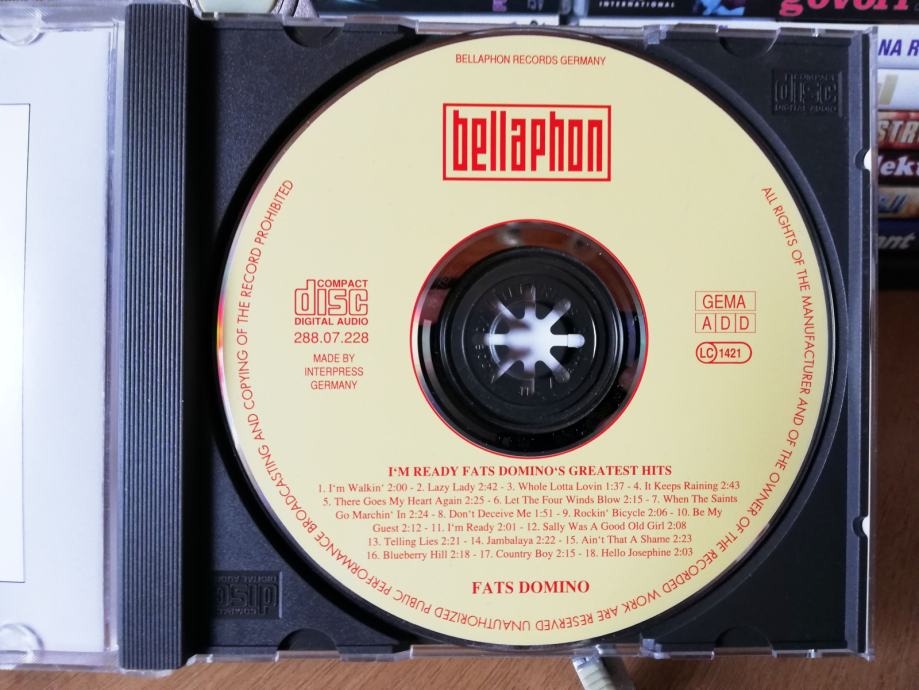 INTERNATIONAL
govori
NA R
BELLAPHON RECORDS GERMANY
bellaphon
COMPACT
disc
DIGITAL AUDIO
ALL RIGHTS OF THE MANUFACTURER AND OF THE OWNER OF THE RECORDED WORK ARE RESERVED UNAUTHORIZED PUBLIC PERFORMANCE BROADCASTING AND COPYING OF THE RECORD PROHIBITED
COMPACT
disc
DIGITAL AUDIO
288.07.228
MADE BY
INTERPRESS
GERMANY
GEMA
A D D
LC 1421
I'M READY FATS DOMINO'S GREATEST HITS
1. I'm Walkin' 2:00 - 2. Lazy Lady 2:42 - 3. Whole Lotta Lovin 1:37 - 4. It Keeps Raining 2:43
5. There Goes My Heart Again 2:25 - 6. Let The Four Winds Blow 2:15 - 7. When The Saints
Go Marchin' In 2:24 - 8. Don't Deceive Me 1:51 - 9. Rockin' Bicycle 2:06 - 10. Be My
Guest 2:12 - 11. I'm Ready 2:01 - 12. Sally Was A Good Old Girl 2:08
13. Telling Lies 2:21 - 14. Jambalaya 2:22 - 15. Ain't That A Shame 2:23
16. Blueberry Hill 2:18 - 17. Country Boy 2:15 - 18. Hello Josephine 2:03
FATS DOMINO
COMPACT
disc
DIGITAL AUDIO